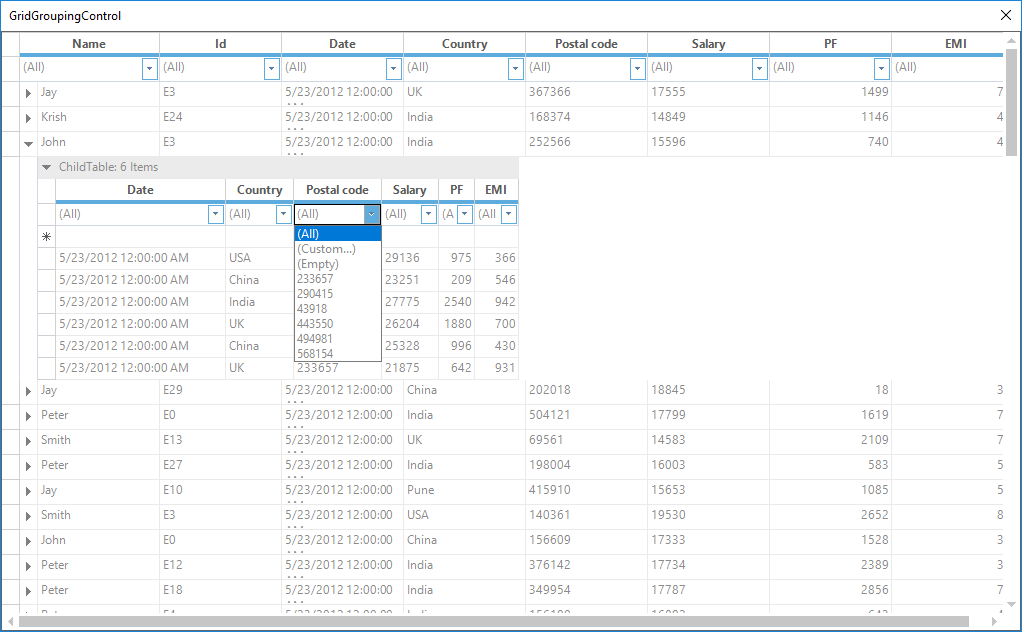 GridGroupingControl
Name Id Date Country Postal code Salary PF EMI
(All) (All) (All) (All) (All) (All) (All) (All)
Jay E3 5/23/2012 12:00:00 ... UK 367366 17555 1499 7
Krish E24 5/23/2012 12:00:00 ... India 168374 14849 1146 4
John E3 5/23/2012 12:00:00 ... India 252566 15596 740 4
ChildTable: 6 Items
Date Country Postal code Salary PF EMI
(All) (All) (All) (All) (A (All
(All)
(Custom...)
(Empty)
233657
290415
43918
443550
494981
568154
5/23/2012 12:00:00 AM USA 29136 975 366
5/23/2012 12:00:00 AM China 23251 209 546
5/23/2012 12:00:00 AM India 27775 2540 942
5/23/2012 12:00:00 AM UK 26204 1880 700
5/23/2012 12:00:00 AM China 25328 996 430
5/23/2012 12:00:00 AM UK 233657 21875 642 931
Jay E29 5/23/2012 12:00:00 ... China 202018 18845 18 3
Peter E0 5/23/2012 12:00:00 ... India 504121 17799 1619 7
Smith E13 5/23/2012 12:00:00 ... UK 69561 14583 2109 7
Peter E27 5/23/2012 12:00:00 ... India 198004 16003 583 5
Jay E10 5/23/2012 12:00:00 ... Pune 415910 15653 1085 5
Smith E3 5/23/2012 12:00:00 ... USA 140361 19530 2652 8
John E0 5/23/2012 12:00:00 ... China 156609 17333 1528 3
Peter E12 5/23/2012 12:00:00 ... India 376142 17734 2389 3
Peter E18 5/23/2012 12:00:00 ... India 349954 17787 2856 7